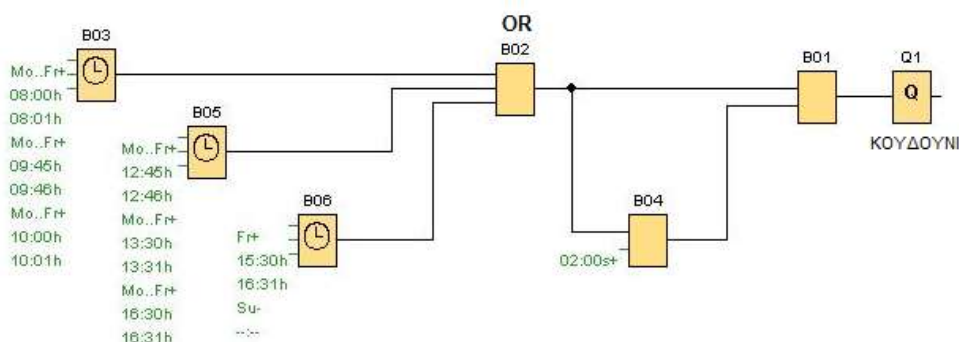 OR
B03
B02
B01
Q1
Mo..Fr+
08:00h
08:01h
Mo..Fr+
09:45h
09:46h
Mo..Fr+
10:00h
10:01h
B05
Mo..Fr+
12:45h
12:46h
Mo..Fr+
13:30h
13:31h
Mo..Fr+
16:30h
16:31h
B06
Fr+
15:30h
16:31h
Su-
--:--
B04
02:00s+
Q
ΚΟΥΔΟΥΝΙ